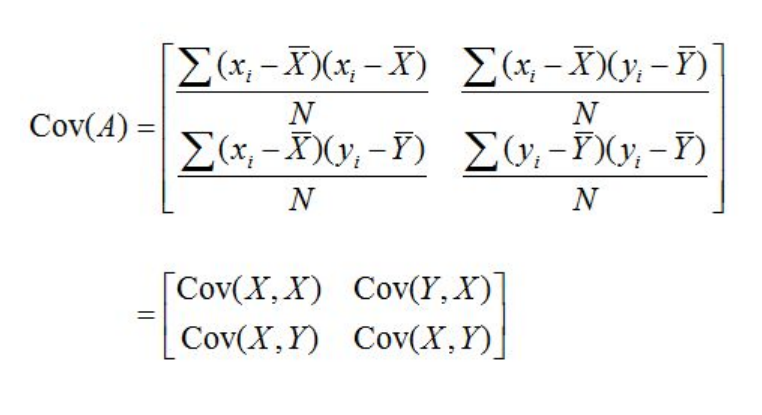 Cov(A) = [ ∑(xᵢ − X̅)(xᵢ − X̅) / N   ∑(xᵢ − X̅)(yᵢ − Y̅) / N
∑(xᵢ − X̅)(yᵢ − Y̅) / N   ∑(yᵢ − Y̅)(yᵢ − Y̅) / N ]
= [ Cov(X, X)   Cov(Y, X)
Cov(X, Y)   Cov(X, Y) ]